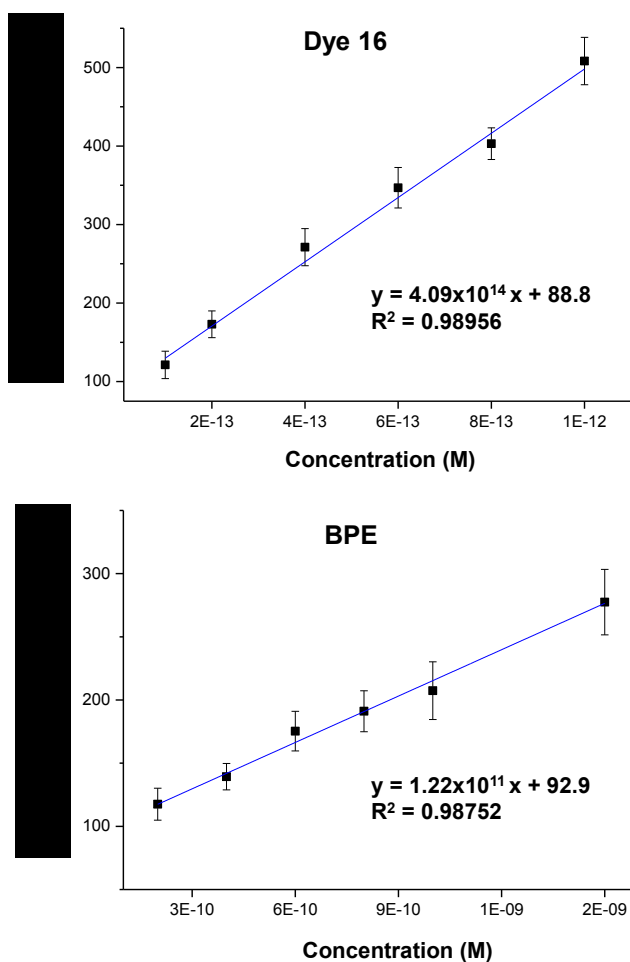 Dye 16
500
400
300
200
100
y = 4.09x10¹⁴ x + 88.8
R² = 0.98956
2E-13 4E-13 6E-13 8E-13 1E-12
Concentration (M)
BPE
300
200
100
y = 1.22x10¹¹ x + 92.9
R² = 0.98752
3E-10 6E-10 9E-10 1E-09 2E-09
Concentration (M)